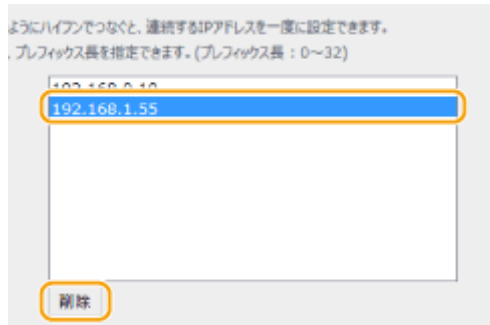 ようにハイフンでつなぐと、連続するIPアドレスを一度に設定できます。
、プレフィックス長を指定できます。(プレフィックス長：0～32)
192.168.1.55
削除